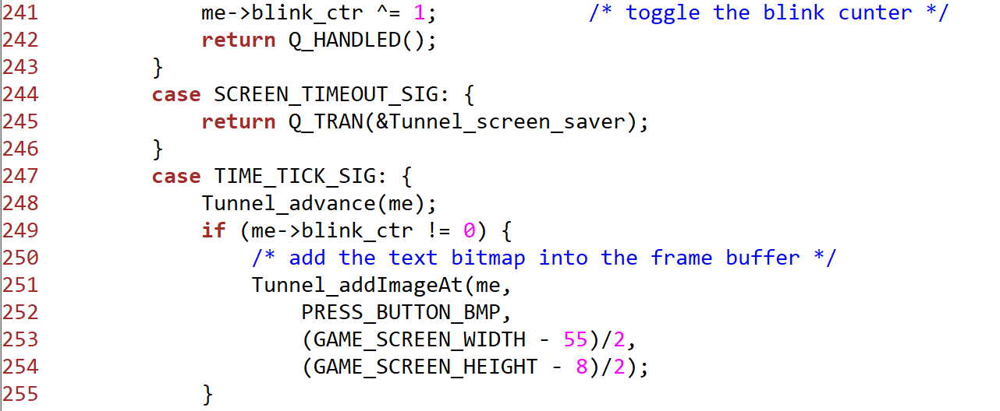 241             me->blink_ctr ^= 1;            /* toggle the blink cunter */
242             return Q_HANDLED();
243         }
244         case SCREEN_TIMEOUT_SIG: {
245             return Q_TRAN(&Tunnel_screen_saver);
246         }
247         case TIME_TICK_SIG: {
248             Tunnel_advance(me);
249             if (me->blink_ctr != 0) {
250                 /* add the text bitmap into the frame buffer */
251                 Tunnel_addImageAt(me,
252                     PRESS_BUTTON_BMP,
253                     (GAME_SCREEN_WIDTH - 55)/2,
254                     (GAME_SCREEN_HEIGHT - 8)/2);
255             }